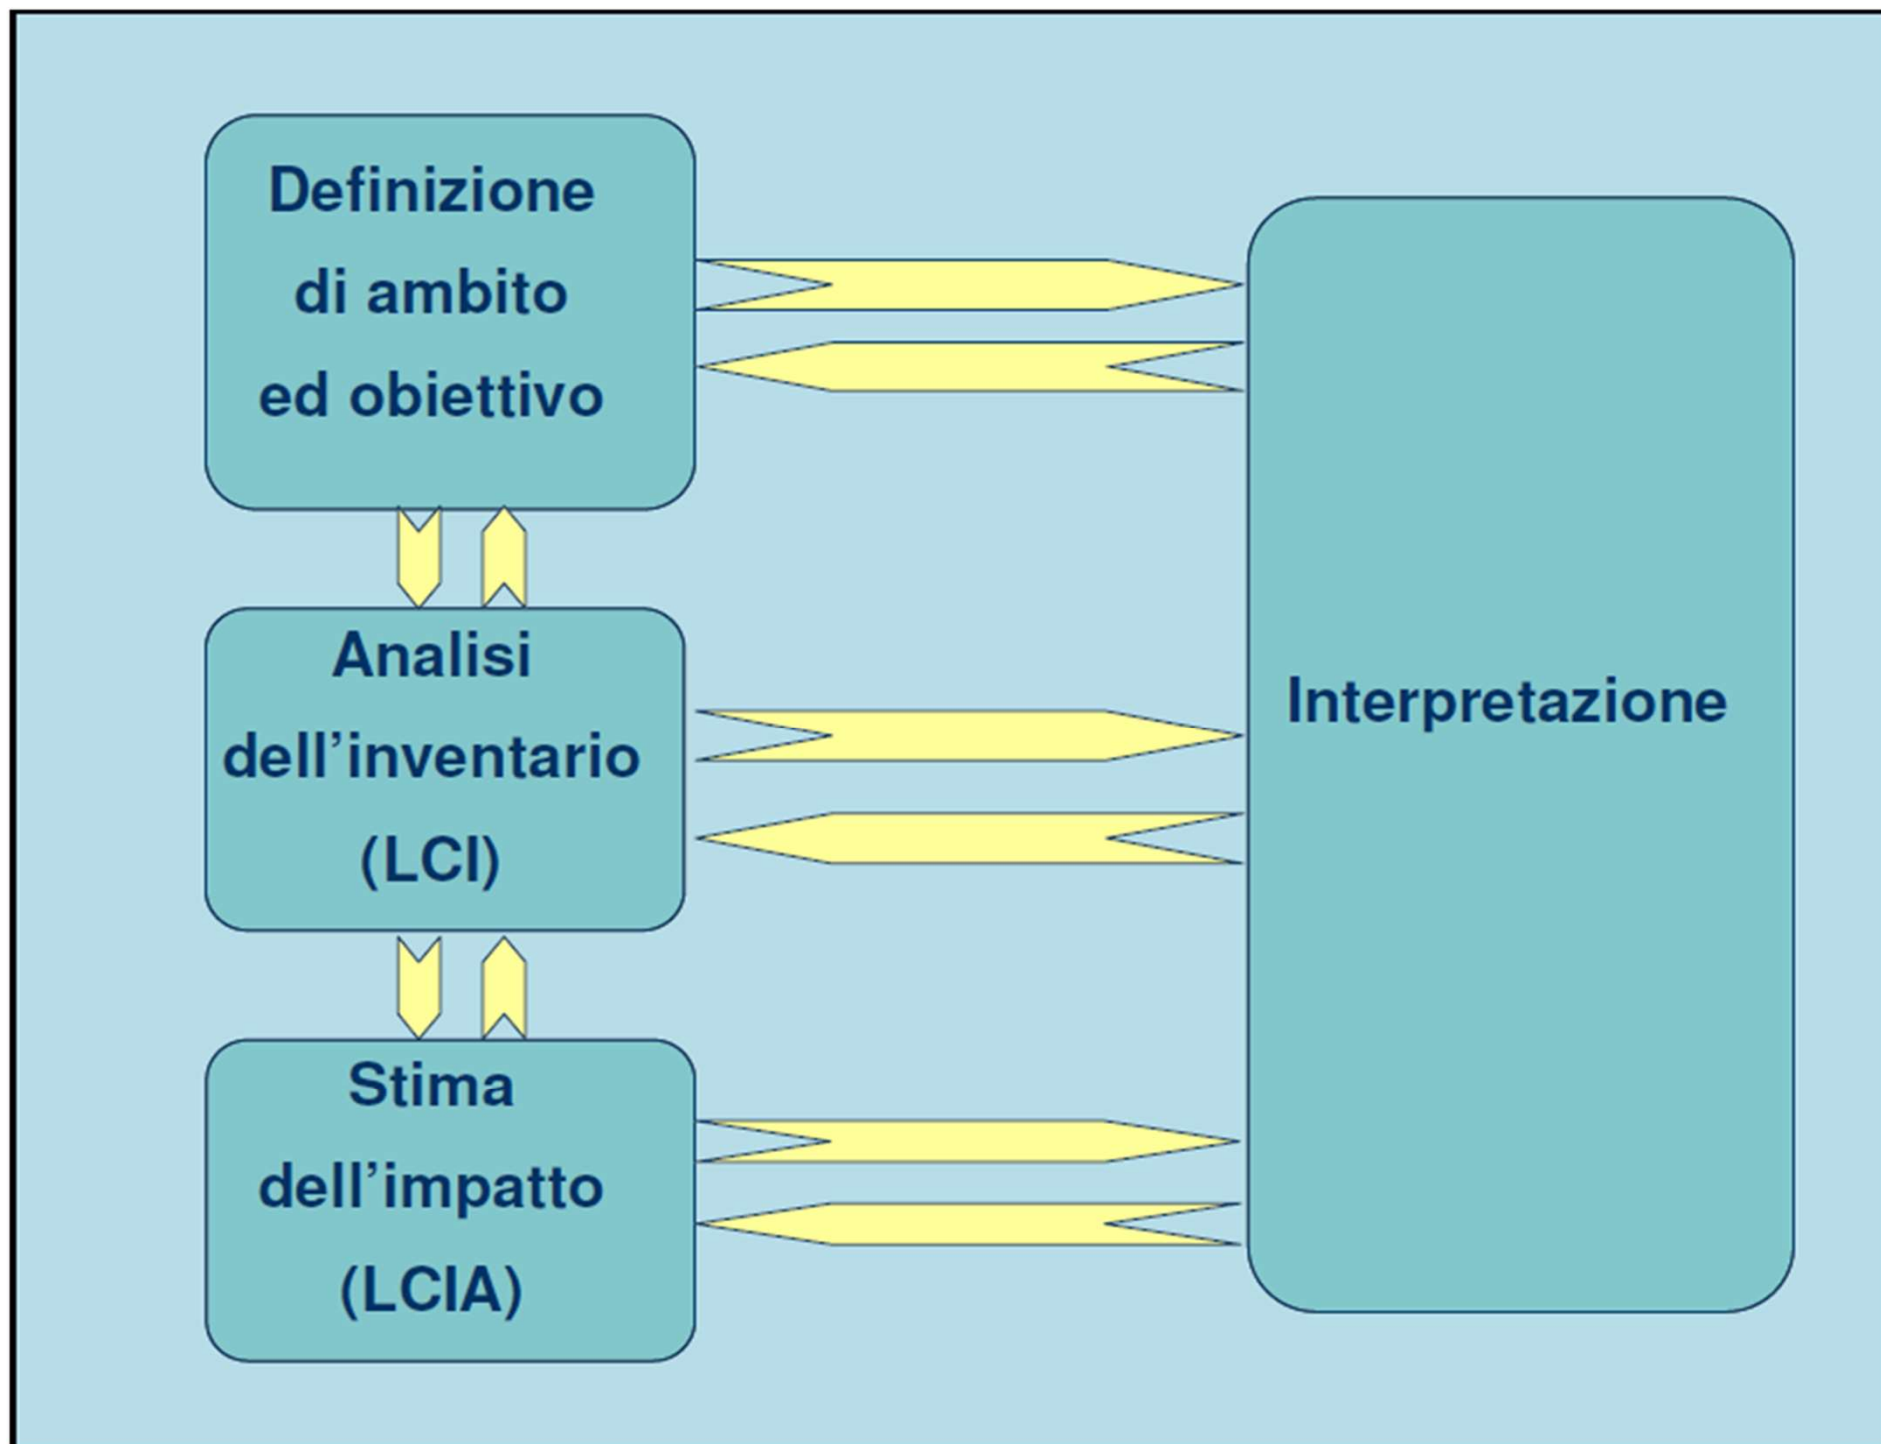 Definizione
di ambito
ed obiettivo
Analisi
dell’inventario
(LCI)
Stima
dell’impatto
(LCIA)
Interpretazione